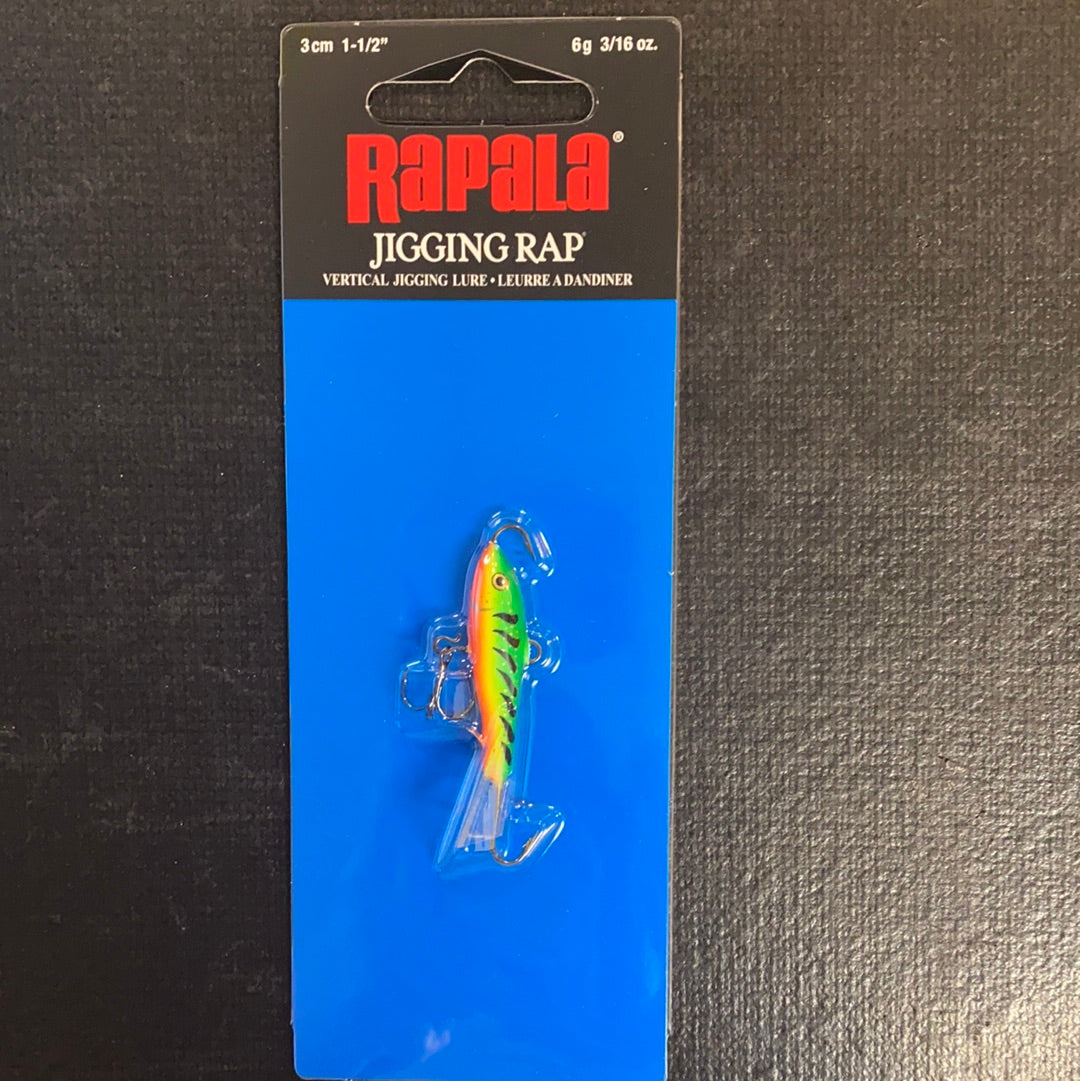 3cm 1-1/2" 6g 3/16 oz.
RAPALA®
JIGGING RAP
VERTICAL JIGGING LURE • LEURRE A DANDINER